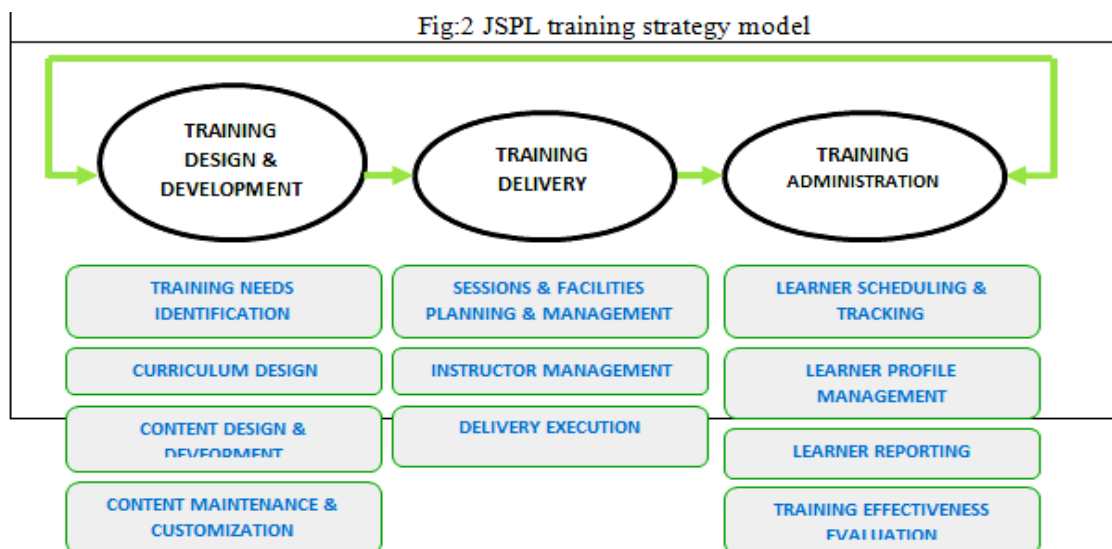 Fig:2 JSPL training strategy model
TRAINING
DESIGN &
DEVELOPMENT
TRAINING
DELIVERY
TRAINING
ADMINISTRATION
TRAINING NEEDS
IDENTIFICATION
CURRICULUM DESIGN
CONTENT DESIGN &
DEVEORMENT
CONTENT MAINTENANCE &
CUSTOMIZATION
SESSIONS & FACILITIES
PLANNING & MANAGEMENT
INSTRUCTOR MANAGEMENT
DELIVERY EXECUTION
LEARNER SCHEDULING &
TRACKING
LEARNER PROFILE
MANAGEMENT
LEARNER REPORTING
TRAINING EFFECTIVENESS
EVALUATION